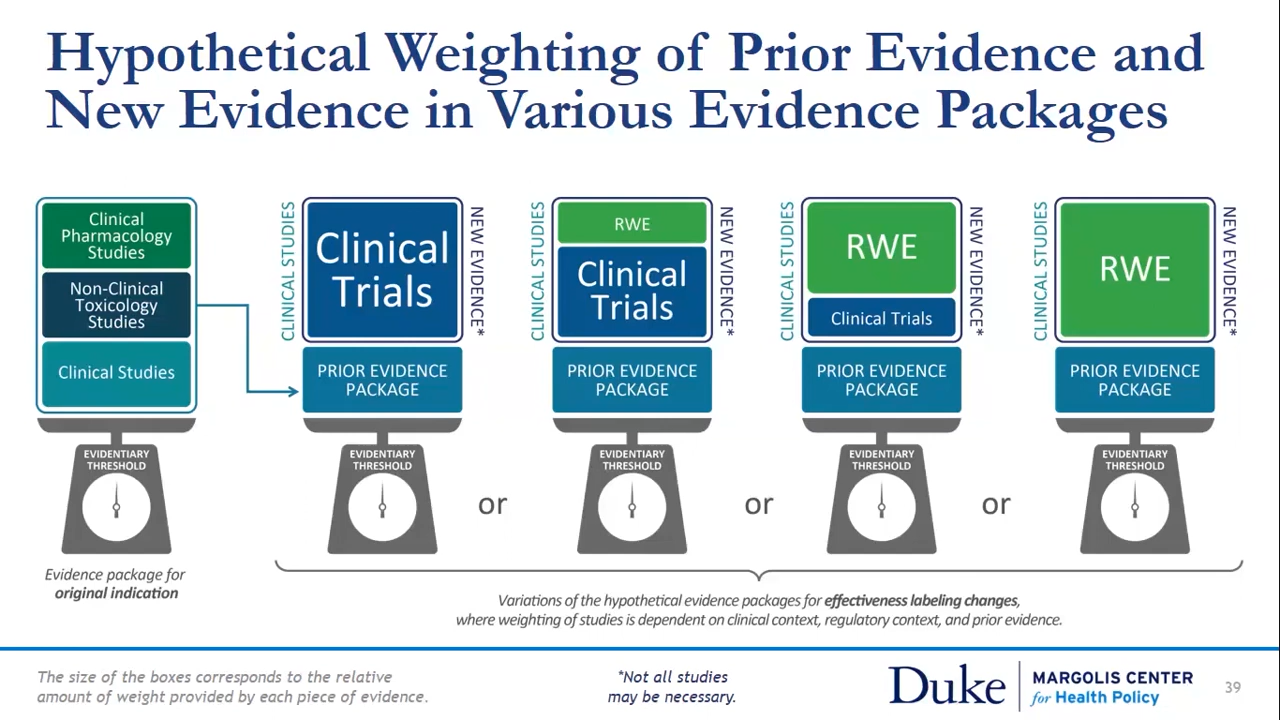 Hypothetical Weighting of Prior Evidence and
New Evidence in Various Evidence Packages
Clinical
Pharmacology
Studies
Non-Clinical
Toxicology
Studies
Clinical Studies
EVIDENTIARY
THRESHOLD
Evidence package for
original indication
CLINICAL STUDIES
Clinical
Trials
NEW EVIDENCE*
PRIOR EVIDENCE
PACKAGE
EVIDENTIARY
THRESHOLD
or
CLINICAL STUDIES
RWE
Clinical
Trials
NEW EVIDENCE*
PRIOR EVIDENCE
PACKAGE
EVIDENTIARY
THRESHOLD
or
CLINICAL STUDIES
RWE
Clinical Trials
NEW EVIDENCE*
PRIOR EVIDENCE
PACKAGE
EVIDENTIARY
THRESHOLD
or
CLINICAL STUDIES
RWE
NEW EVIDENCE*
PRIOR EVIDENCE
PACKAGE
EVIDENTIARY
THRESHOLD
Variations of the hypothetical evidence packages for effectiveness labeling changes,
where weighting of studies is dependent on clinical context, regulatory context, and prior evidence.
The size of the boxes corresponds to the relative
amount of weight provided by each piece of evidence.
*Not all studies
may be necessary.
Duke
MARGOLIS CENTER
for Health Policy
39